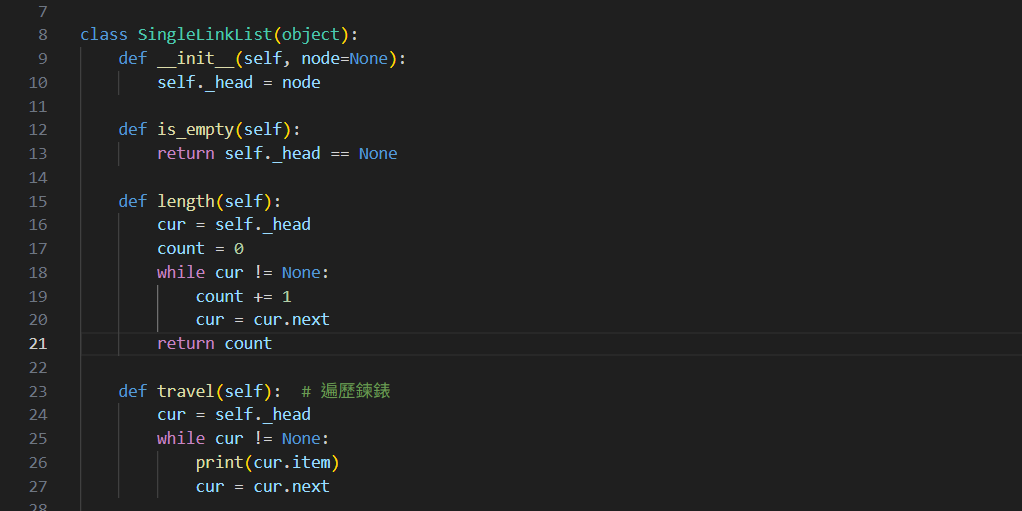 7
8 class SingleLinkList(object):
9     def __init__(self, node=None):
10         self._head = node
11
12     def is_empty(self):
13         return self._head == None
14
15     def length(self):
16         cur = self._head
17         count = 0
18         while cur != None:
19             count += 1
20             cur = cur.next
21         return count
22
23     def travel(self):  # 遍歷鍊錶
24         cur = self._head
25         while cur != None:
26             print(cur.item)
27             cur = cur.next
28